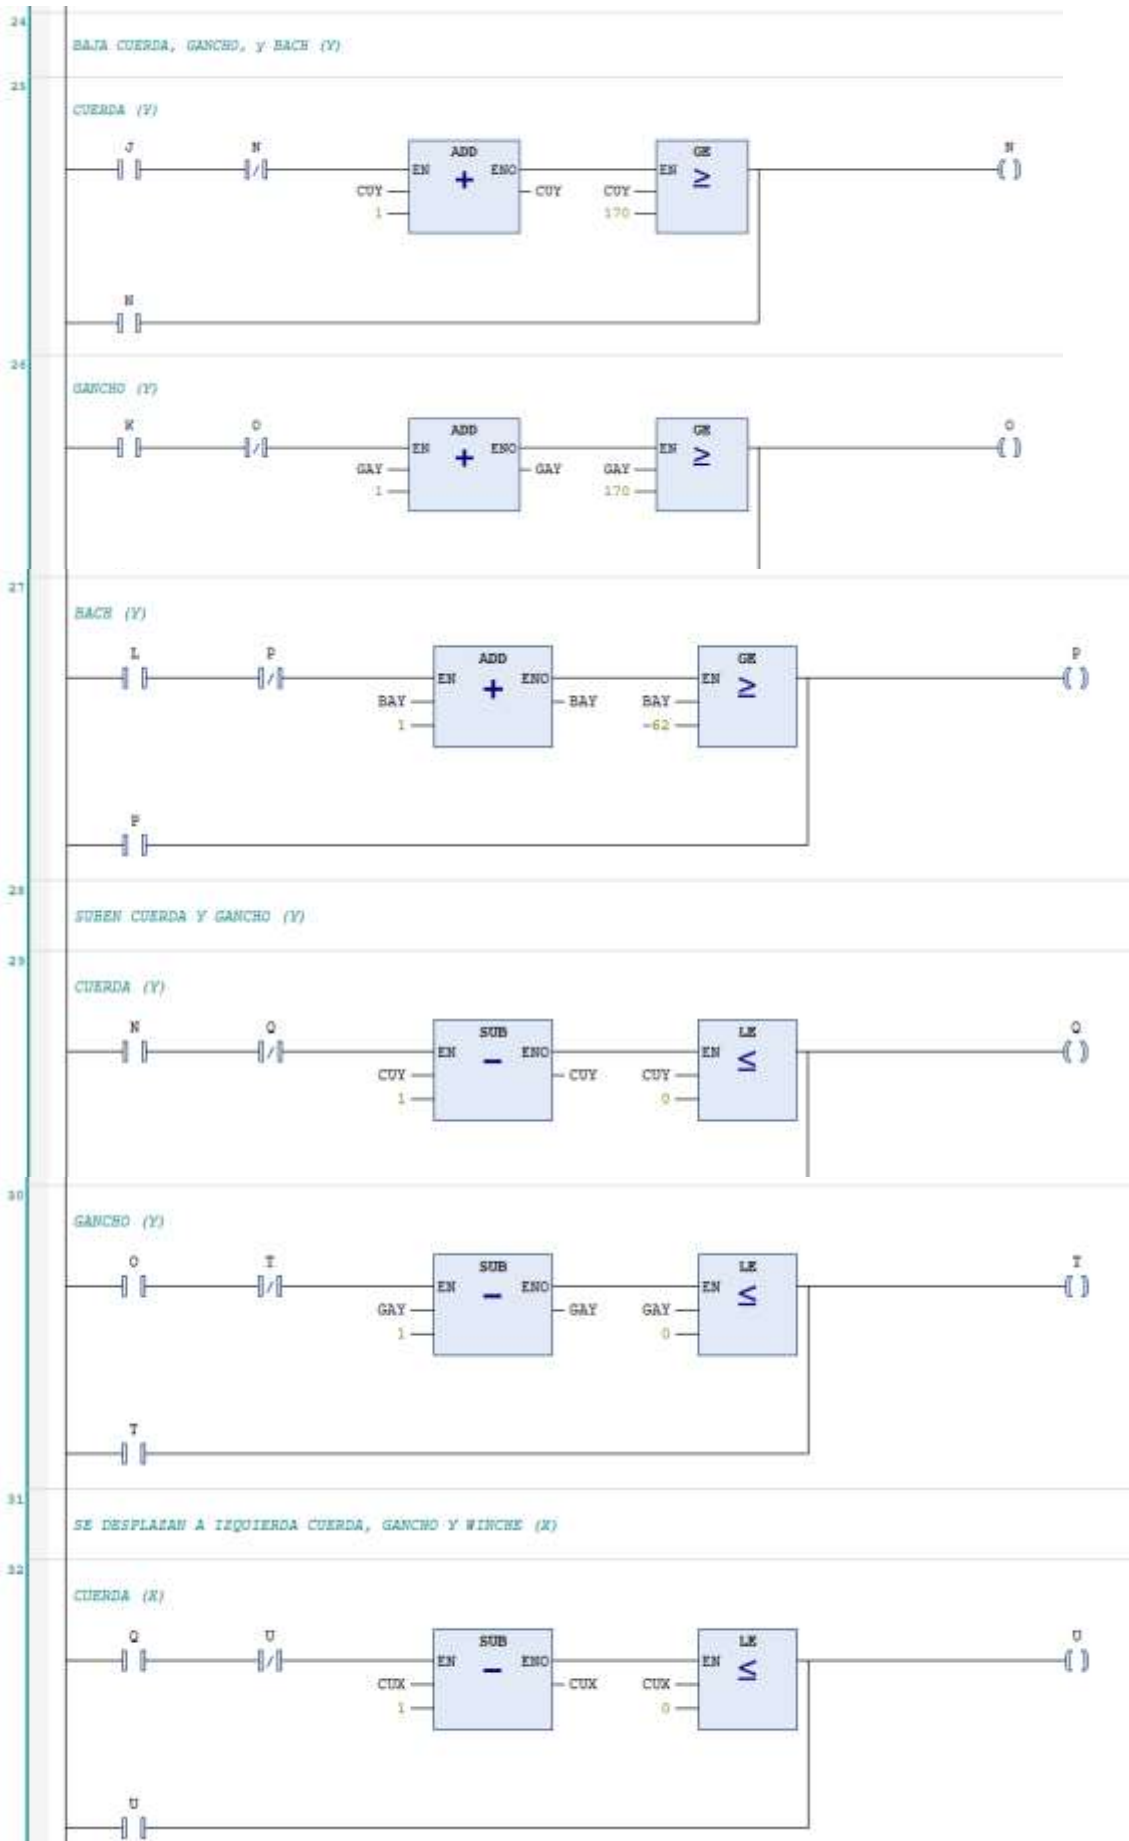 24
BAJA CUERDA, GANCHO, y BACH (Y)
25
CUERDA (Y)
J N ADD GE N
EN ENO EN
+ ≥
CUY CUY CUY
1 170
N
26
GANCHO (Y)
K O ADD GE O
EN ENO EN
+ ≥
GAY GAY GAY
1 170
27
BACH (Y)
L P ADD GE P
EN ENO EN
+ ≥
BAY BAY BAY
1 -62
P
28
SUBEN CUERDA Y GANCHO (Y)
29
CUERDA (Y)
N Q SUB LE Q
EN ENO EN
- ≤
CUY CUY CUY
1 0
30
GANCHO (Y)
O T SUB LE T
EN ENO EN
- ≤
GAY GAY GAY
1 0
T
31
SE DESPLAZAN A IZQUIERDA CUERDA, GANCHO Y WINCHE (X)
32
CUERDA (X)
Q U SUB LE U
EN ENO EN
- ≤
CUX CUX CUX
1 0
U